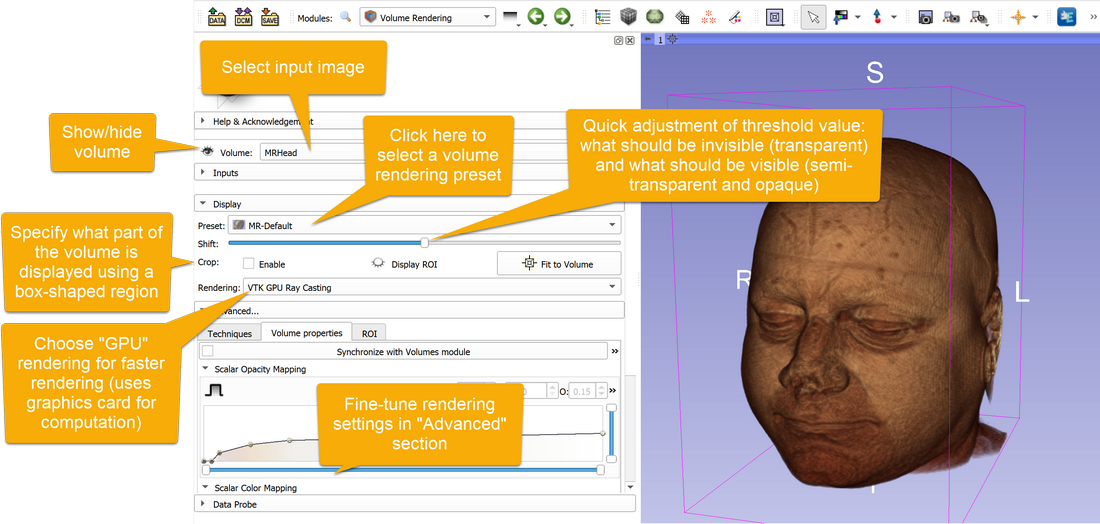 DATA
DCM
SAVE
Modules:
Volume Rendering
Select input image
1
S
Help & Acknowledgement
Show/hide
volume
Volume:
MRHead
Click here to
select a volume
rendering preset
Quick adjustment of threshold value:
what should be invisible (transparent)
and what should be visible (semi-
transparent and opaque)
Inputs
Display
Preset:
MR-Default
Shift:
Specify what part of
the volume is
displayed using a
box-shaped region
Crop:
Enable
Display ROI
Fit to Volume
R
L
Rendering:
VTK GPU Ray Casting
Choose "GPU"
rendering for faster
rendering (uses
graphics card for
computation)
Techniques
Volume properties
ROI
Synchronize with Volumes module
Scalar Opacity Mapping
O: 0.15
Fine-tune rendering
settings in "Advanced"
section
Scalar Color Mapping
Data Probe